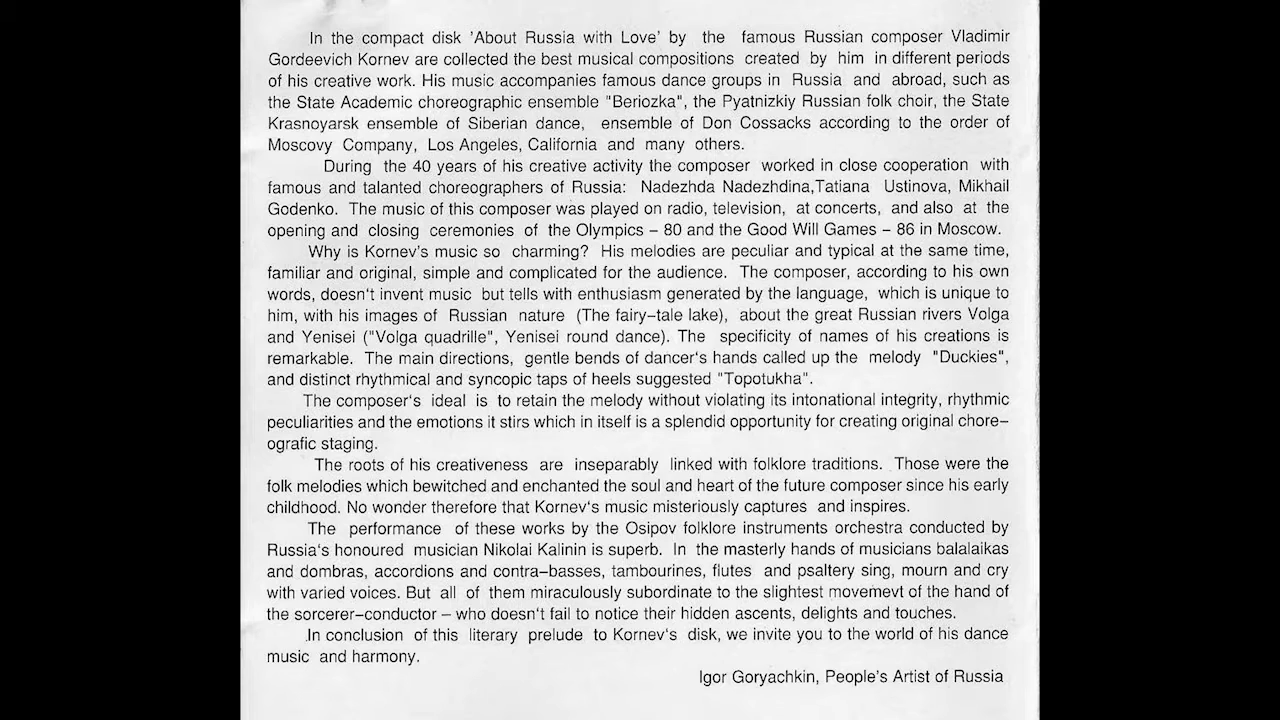 In the compact disk 'About Russia with Love' by the famous Russian composer Vladimir
Gordeevich Kornev are collected the best musical compositions created by him in different periods
of his creative work. His music accompanies famous dance groups in Russia and abroad, such as
the State Academic choreographic ensemble "Beriozka", the Pyatnizkiy Russian folk choir, the State
Krasnoyarsk ensemble of Siberian dance, ensemble of Don Cossacks according to the order of
Moscovy Company, Los Angeles, California and many others.
During the 40 years of his creative activity the composer worked in close cooperation with
famous and talanted choreographers of Russia: Nadezhda Nadezhdina,Tatiana Ustinova, Mikhail
Godenko. The music of this composer was played on radio, television, at concerts, and also at the
opening and closing ceremonies of the Olympics – 80 and the Good Will Games – 86 in Moscow.
Why is Kornev's music so charming? His melodies are peculiar and typical at the same time,
familiar and original, simple and complicated for the audience. The composer, according to his own
words, doesn't invent music but tells with enthusiasm generated by the language, which is unique to
him, with his images of Russian nature (The fairy–tale lake), about the great Russian rivers Volga
and Yenisei ("Volga quadrille", Yenisei round dance). The specificity of names of his creations is
remarkable. The main directions, gentle bends of dancer's hands called up the melody "Duckies",
and distinct rhythmical and syncopic taps of heels suggested "Topotukha".
The composer's ideal is to retain the melody without violating its intonational integrity, rhythmic
peculiarities and the emotions it stirs which in itself is a splendid opportunity for creating original chore–
ografic staging.
The roots of his creativeness are inseparably linked with folklore traditions. Those were the
folk melodies which bewitched and enchanted the soul and heart of the future composer since his early
childhood. No wonder therefore that Kornev's music misteriously captures and inspires.
The performance of these works by the Osipov folklore instruments orchestra conducted by
Russia's honoured musician Nikolai Kalinin is superb. In the masterly hands of musicians balalaikas
and dombras, accordions and contra–basses, tambourines, flutes and psaltery sing, mourn and cry
with varied voices. But all of them miraculously subordinate to the slightest movemevt of the hand of
the sorcerer–conductor – who doesn't fail to notice their hidden ascents, delights and touches.
In conclusion of this literary prelude to Kornev's disk, we invite you to the world of his dance
music and harmony.
Igor Goryachkin, People's Artist of Russia